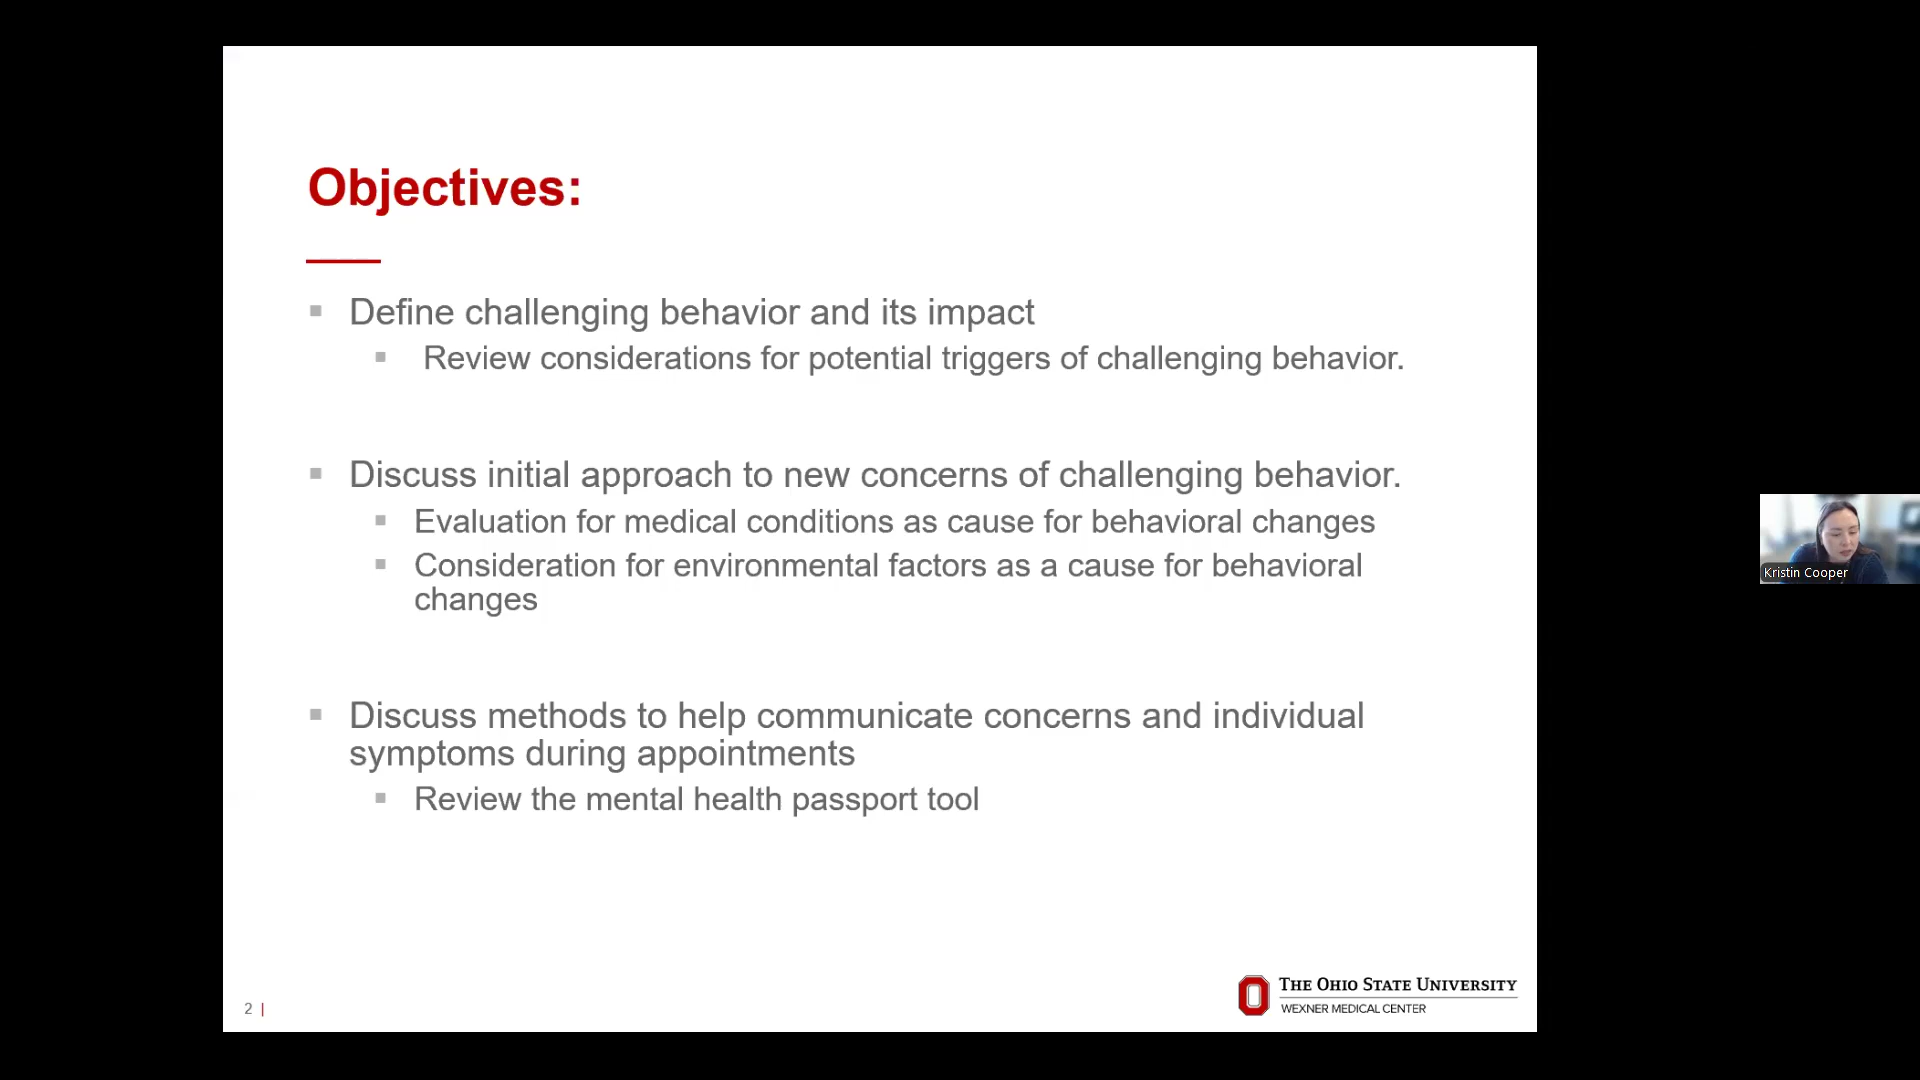 Objectives:
Define challenging behavior and its impact
Review considerations for potential triggers of challenging behavior.
Discuss initial approach to new concerns of challenging behavior.
Evaluation for medical conditions as cause for behavioral changes
Consideration for environmental factors as a cause for behavioral
changes
Discuss methods to help communicate concerns and individual
symptoms during appointments
Review the mental health passport tool
Kristin Cooper
2 |
THE OHIO STATE UNIVERSITY
WEXNER MEDICAL CENTER